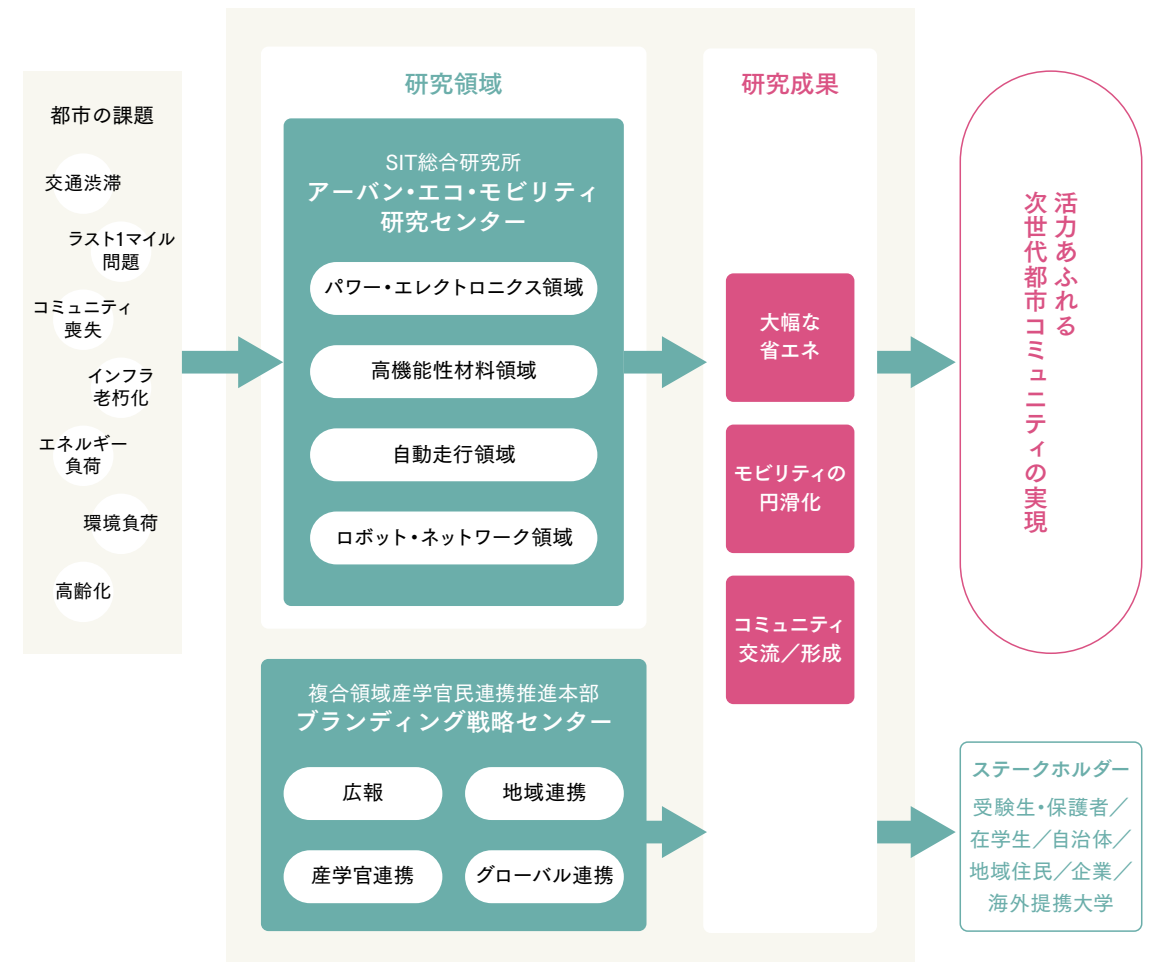 都市の課題
交通渋滞
ラスト1マイル
問題
コミュニティ
喪失
インフラ
老朽化
エネルギー
負荷
環境負荷
高齢化
研究領域
SIT総合研究所
アーバン・エコ・モビリティ
研究センター
パワー・エレクトロニクス領域
高機能性材料領域
自動走行領域
ロボット・ネットワーク領域
複合領域産学官民連携推進本部
ブランディング戦略センター
広報
地域連携
産学官連携
グローバル連携
研究成果
大幅な
省エネ
モビリティの
円滑化
コミュニティ
交流／形成
活力あふれる
次世代都市コミュニティの実現
ステークホルダー
受験生・保護者／
在学生／自治体／
地域住民／企業／
海外提携大学